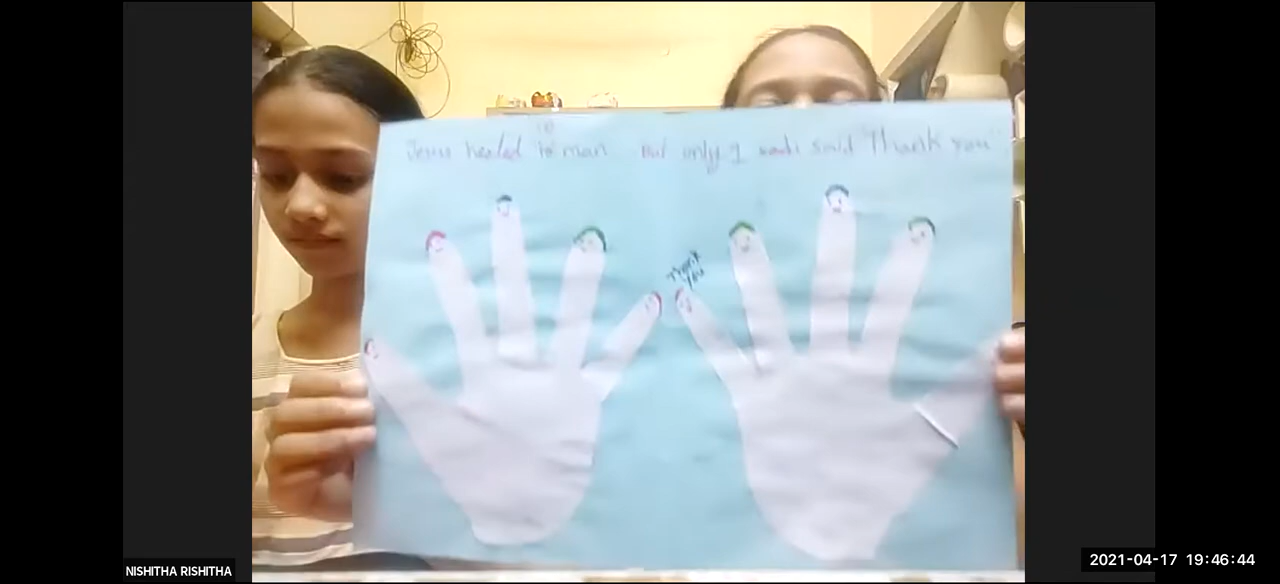 Jesus healed 10 man But only 1 said "Thank you"
Thank
You
NISHITHA RISHITHA
2021-04-17 19:46:44